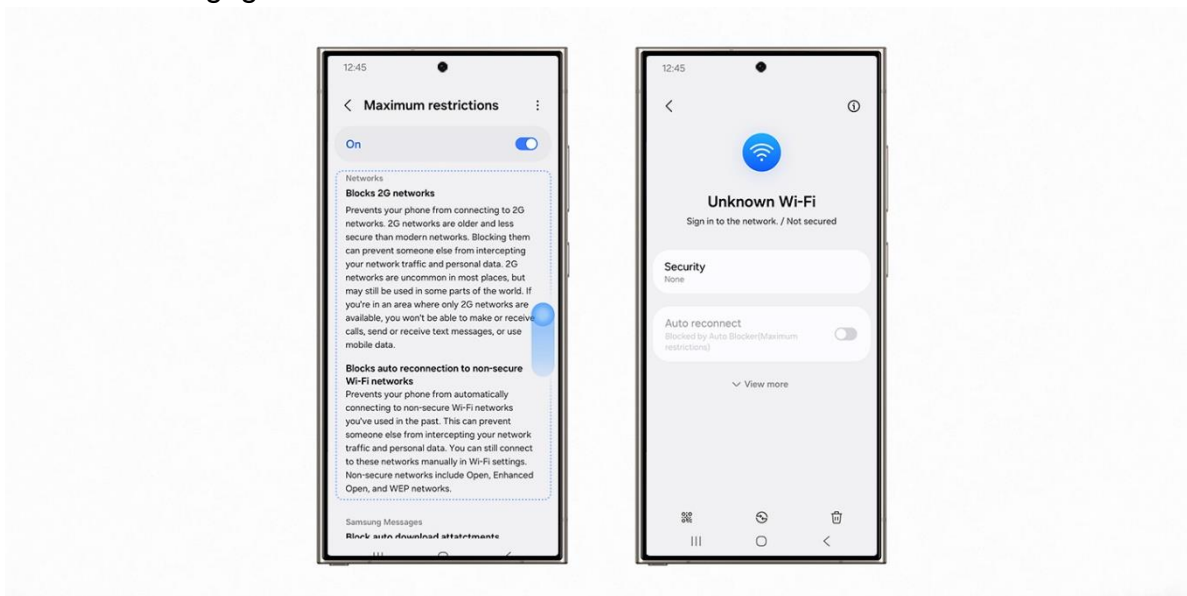 12:45
Maximum restrictions
On
Networks
Blocks 2G networks
Prevents your phone from connecting to 2G
networks. 2G networks are older and less
secure than modern networks. Blocking them
can prevent someone else from intercepting
your network traffic and personal data. 2G
networks are uncommon in most places, but
may still be used in some parts of the world. If
you're in an area where only 2G networks are
available, you won't be able to make or receive
calls, send or receive text messages, or use
mobile data.
Blocks auto reconnection to non-secure
Wi-Fi networks
Prevents your phone from automatically
connecting to non-secure Wi-Fi networks
you've used in the past. This can prevent
someone else from intercepting your network
traffic and personal data. You can still connect
to these networks manually in Wi-Fi settings.
Non-secure networks include Open, Enhanced
Open, and WEP networks.
Samsung Messages
Block auto download attatctments
12:45
Unknown Wi-Fi
Sign in to the network. / Not secured
Security
None
Auto reconnect
Blocked by Auto Blocker(Maximum
restrictions)
View more